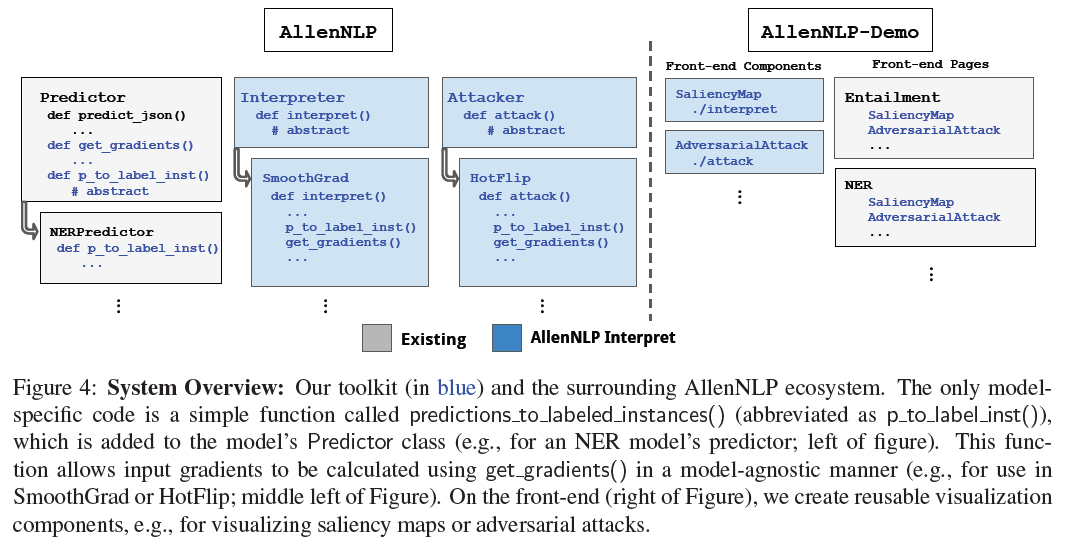 AllenNLP
Predictor
def predict_json()
...
def get_gradients()
...
def p_to_label_inst()
# abstract
NERPredictor
def p_to_label_inst()
...
Interpreter
def interpret()
# abstract
SmoothGrad
def interpret()
...
p_to_label_inst()
get_gradients()
...
Attacker
def attack()
# abstract
HotFlip
def attack()
...
p_to_label_inst()
get_gradients()
...
AllenNLP-Demo
Front-end Components
SaliencyMap
./interpret
AdversarialAttack
./attack
Front-end Pages
Entailment
SaliencyMap
AdversarialAttack
...
NER
SaliencyMap
AdversarialAttack
...
Existing
AllenNLP Interpret
Figure 4: System Overview: Our toolkit (in blue) and the surrounding AllenNLP ecosystem. The only model-
specific code is a simple function called predictions_to_labeled_instances() (abbreviated as p_to_label_inst()),
which is added to the model's Predictor class (e.g., for an NER model's predictor; left of figure). This func-
tion allows input gradients to be calculated using get_gradients() in a model-agnostic manner (e.g., for use in
SmoothGrad or HotFlip; middle left of Figure). On the front-end (right of Figure), we create reusable visualization
components, e.g., for visualizing saliency maps or adversarial attacks.